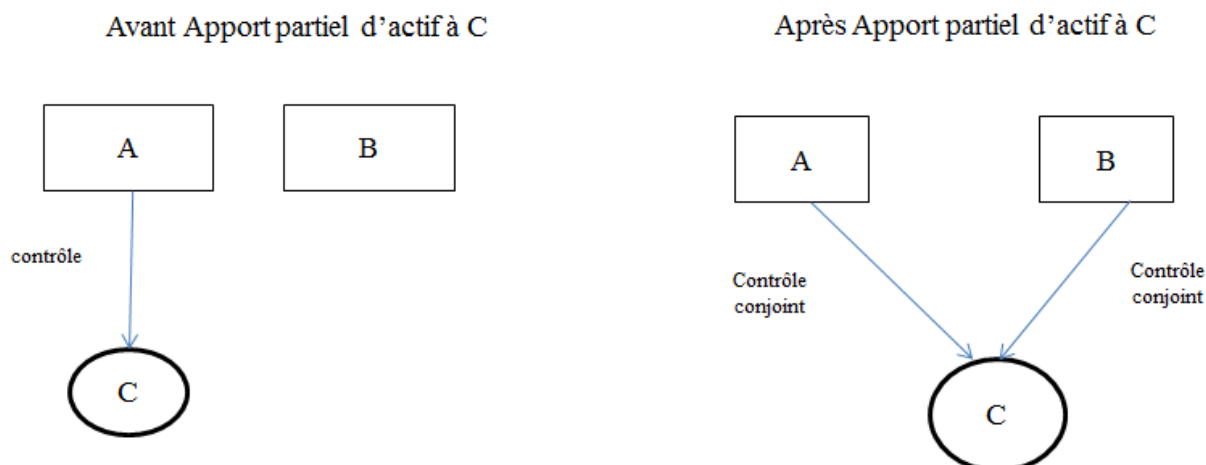 Avant Apport partiel d’actif à C
A
B
contrôle
C
Après Apport partiel d’actif à C
A
B
Contrôle
conjoint
Contrôle
conjoint
C